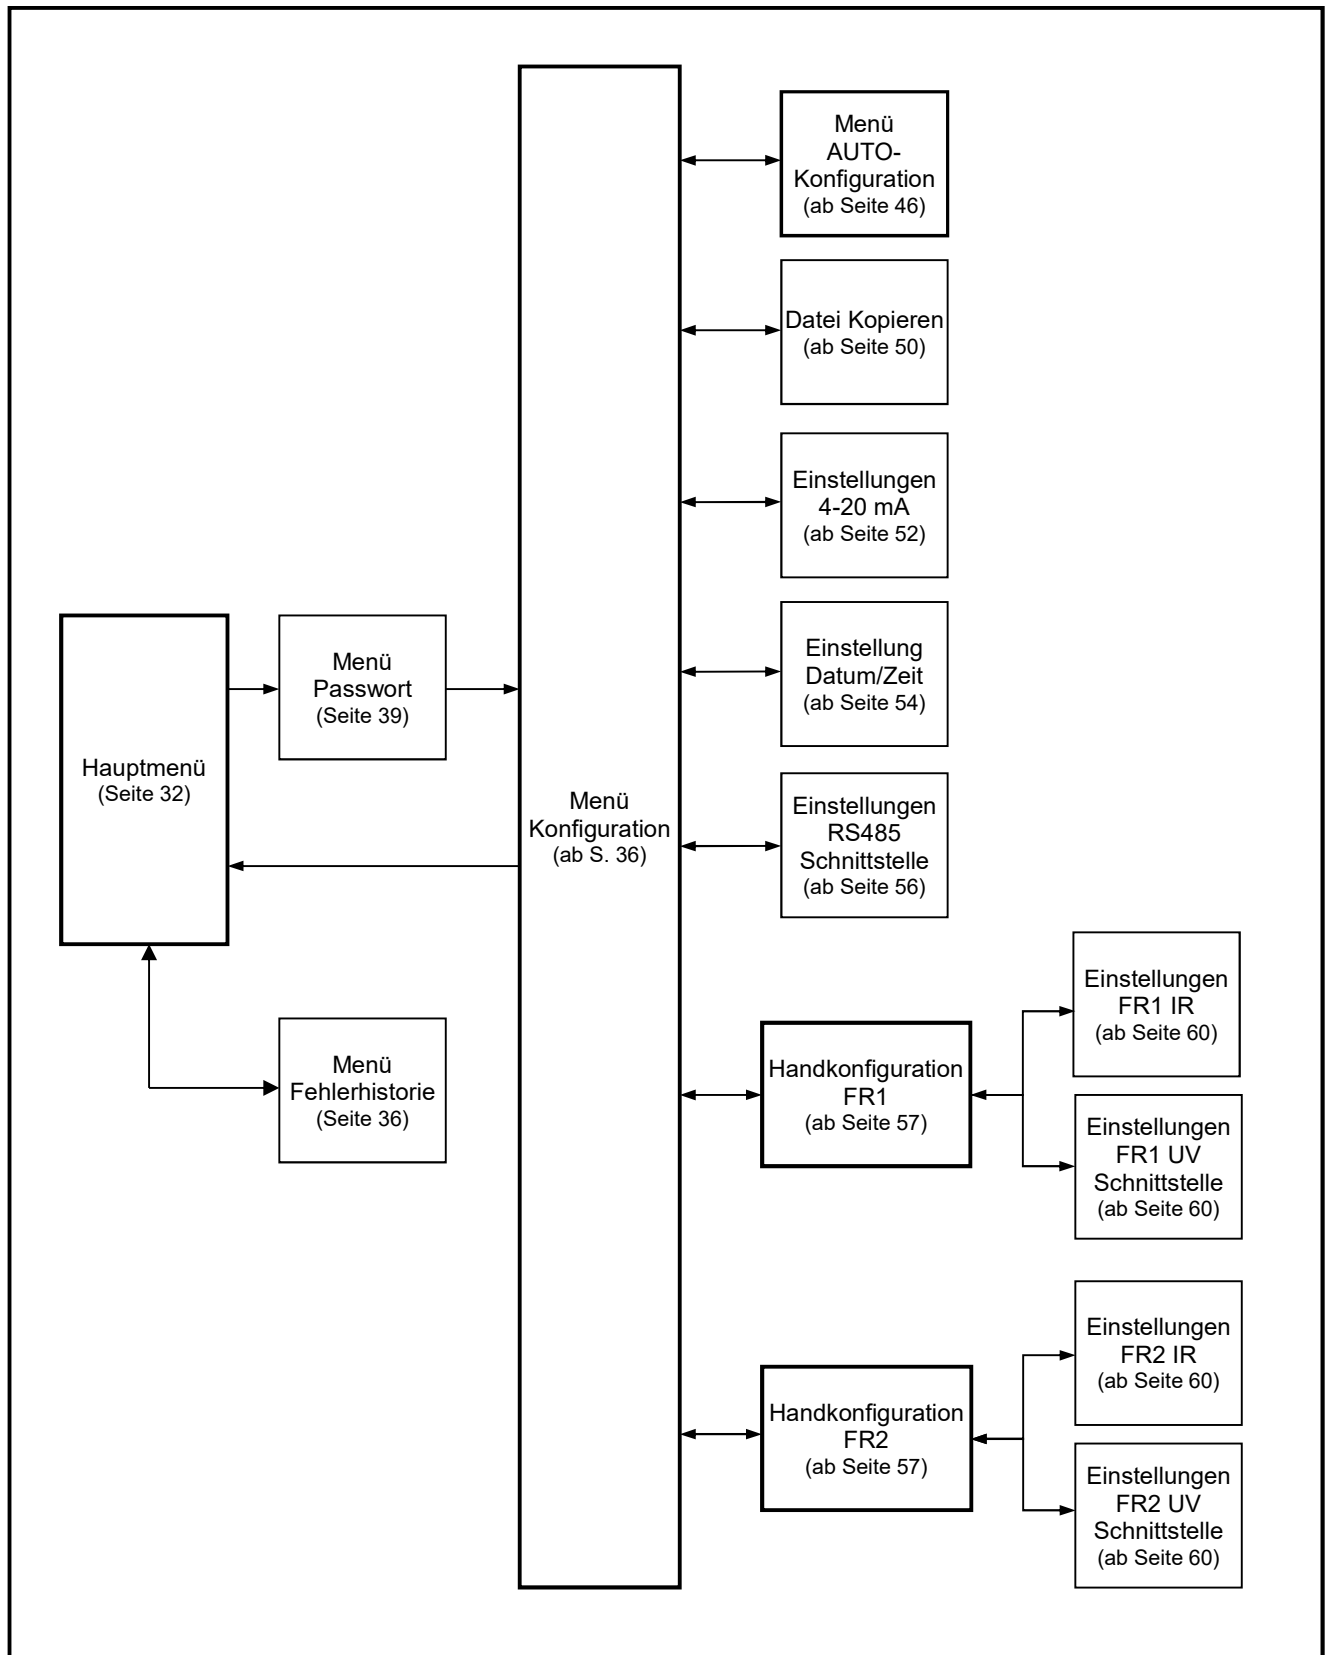 Menü
AUTO-
Konfiguration
(ab Seite 46)
Datei Kopieren
(ab Seite 50)
Einstellungen
4-20 mA
(ab Seite 52)
Einstellung
Datum/Zeit
(ab Seite 54)
Hauptmenü
(Seite 32)
Menü
Passwort
(Seite 39)
Menü
Konfiguration
(ab S. 36)
Einstellungen
RS485
Schnittstelle
(ab Seite 56)
Menü
Fehlerhistorie
(Seite 36)
Handkonfiguration
FR1
(ab Seite 57)
Einstellungen
FR1 IR
(ab Seite 60)
Einstellungen
FR1 UV
Schnittstelle
(ab Seite 60)
Handkonfiguration
FR2
(ab Seite 57)
Einstellungen
FR2 IR
(ab Seite 60)
Einstellungen
FR2 UV
Schnittstelle
(ab Seite 60)